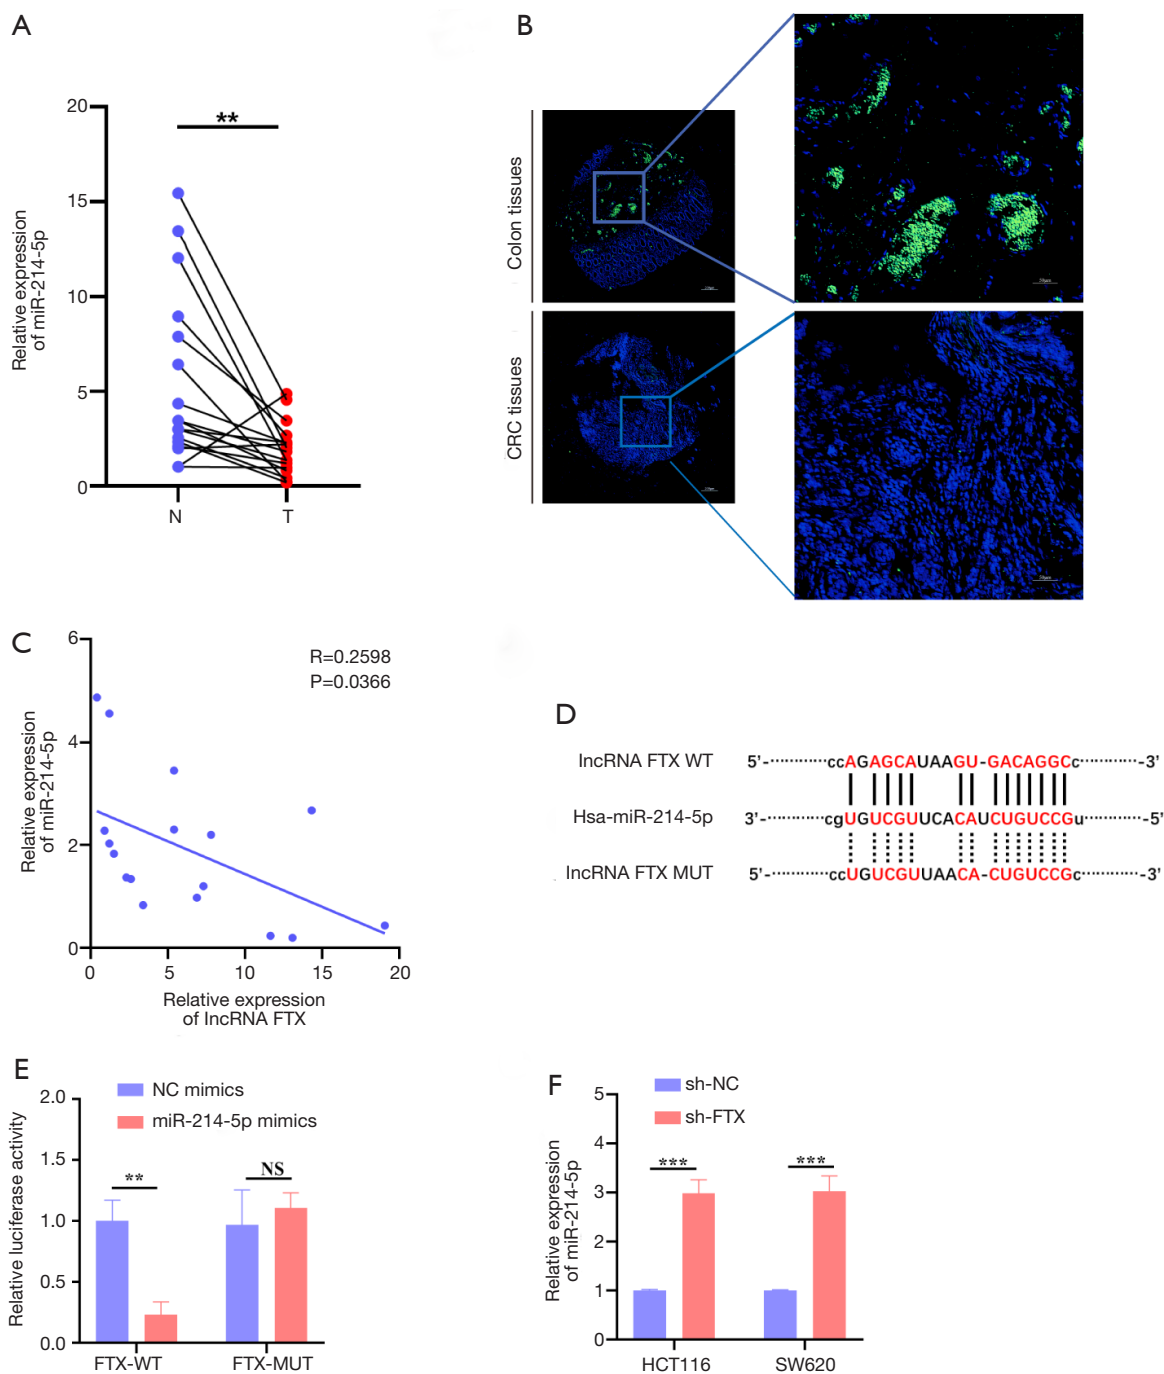 A
20
15
10
5
0
Relative expression
of miR-214-5p
**
N
T
B
Colon tissues
CRC tissues
C
6
4
2
0
Relative expression
of miR-214-5p
R=0.2598
P=0.0366
0 5 10 15 20
Relative expression
of lncRNA FTX
D
lncRNA FTX WT 5'-ccAGAGCAUAAGU-GACAGGCc-3'
Hsa-miR-214-5p 3'-cgUGUCGUUCACAUCUGUCCGu-5'
lncRNA FTX MUT 5'-ccUGUCGUUAACA-CUGUCCGc-3'
E
NC mimics
miR-214-5p mimics
2.0
1.5
1.0
0.5
0.0
Relative luciferase activity
**
NS
FTX-WT FTX-MUT
F
sh-NC
sh-FTX
5
4
3
2
1
0
Relative expression
of miR-214-5p
*** ***
HCT116 SW620